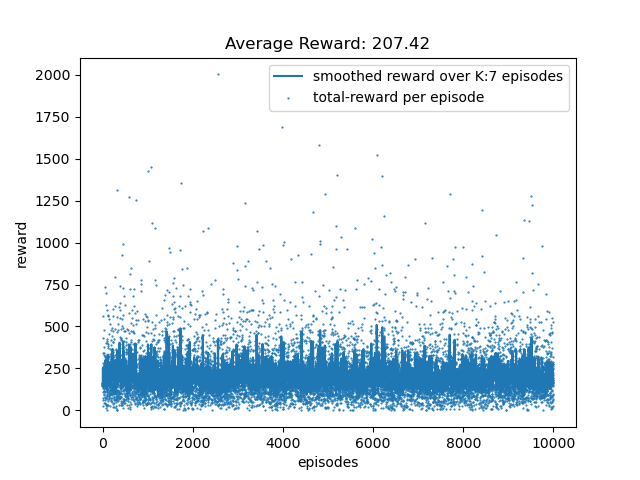 Average Reward: 207.42
smoothed reward over K:7 episodes
total-reward per episode
reward
2000
1750
1500
1250
1000
750
500
250
0
0 2000 4000 6000 8000 10000
episodes